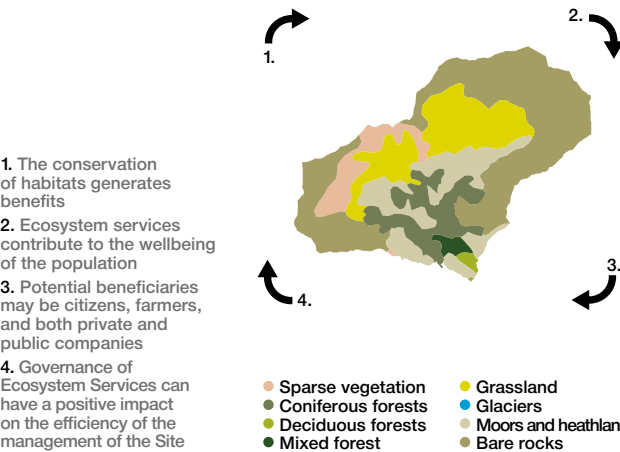 1.
2.
1. The conservation
of habitats generates
benefits
2. Ecosystem services
contribute to the wellbeing
of the population
3. Potential beneficiaries
may be citizens, farmers,
and both private and
public companies
4. Governance of
Ecosystem Services can
have a positive impact
on the efficiency of the
management of the Site
3.
4.
Sparse vegetation
Coniferous forests
Deciduous forests
Mixed forest
Grassland
Glaciers
Moors and heathlan
Bare rocks